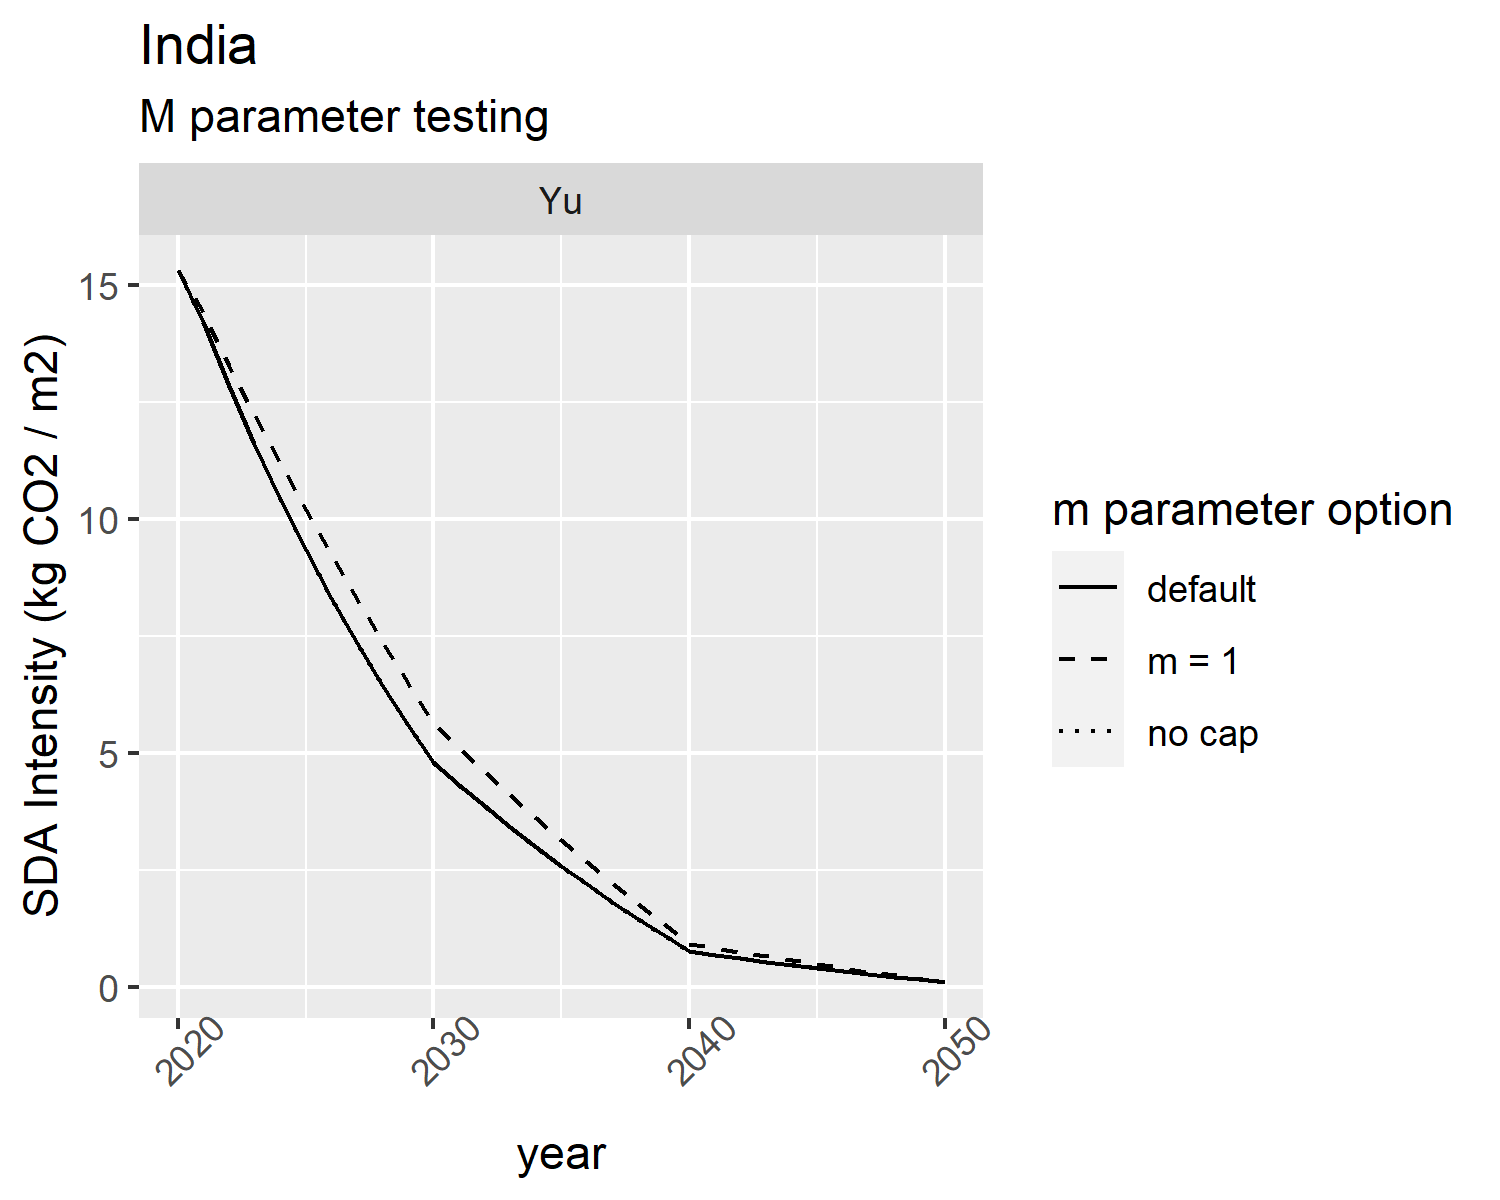 India
M parameter testing
Yu
SDA Intensity (kg CO2 / m2)
15
10
5
0
2020
2030
2040
2050
year
m parameter option
default
m = 1
no cap